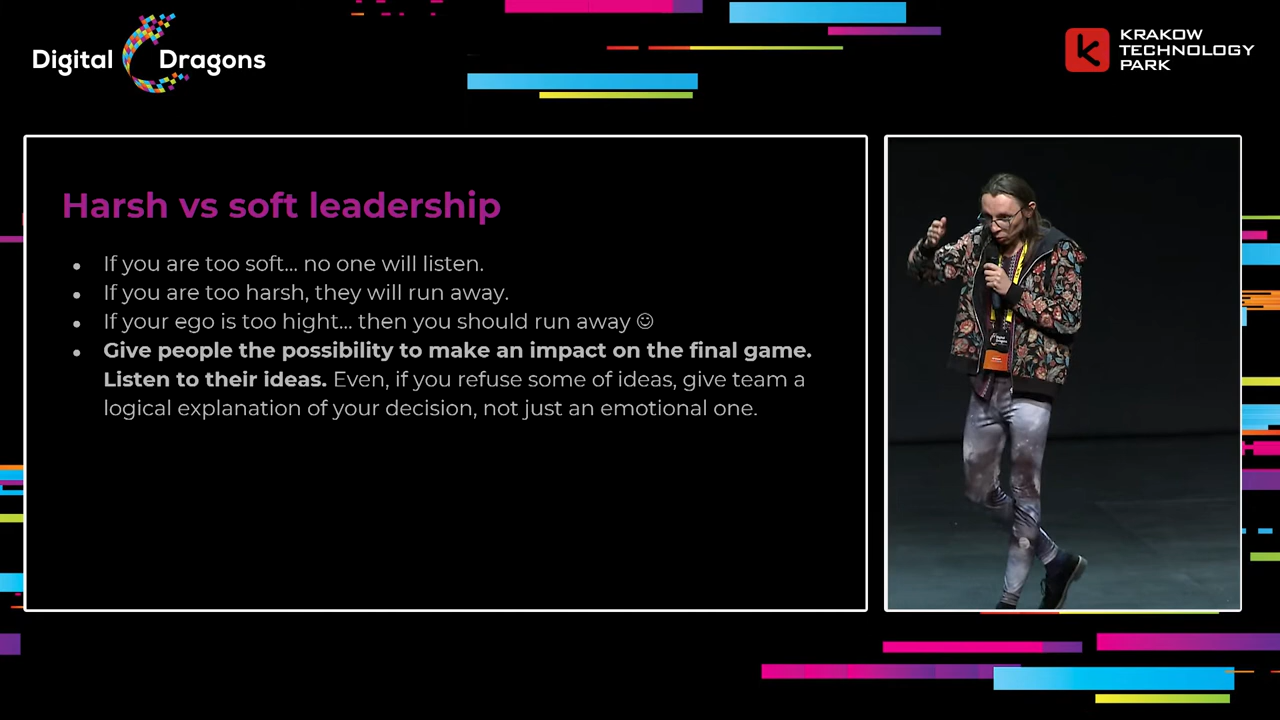 Digital Dragons
KRAKOW
TECHNOLOGY
PARK
Harsh vs soft leadership
If you are too soft... no one will listen.
If you are too harsh, they will run away.
If your ego is too hight... then you should run away ☺
Give people the possibility to make an impact on the final game.
Listen to their ideas. Even, if you refuse some of ideas, give team a
logical explanation of your decision, not just an emotional one.